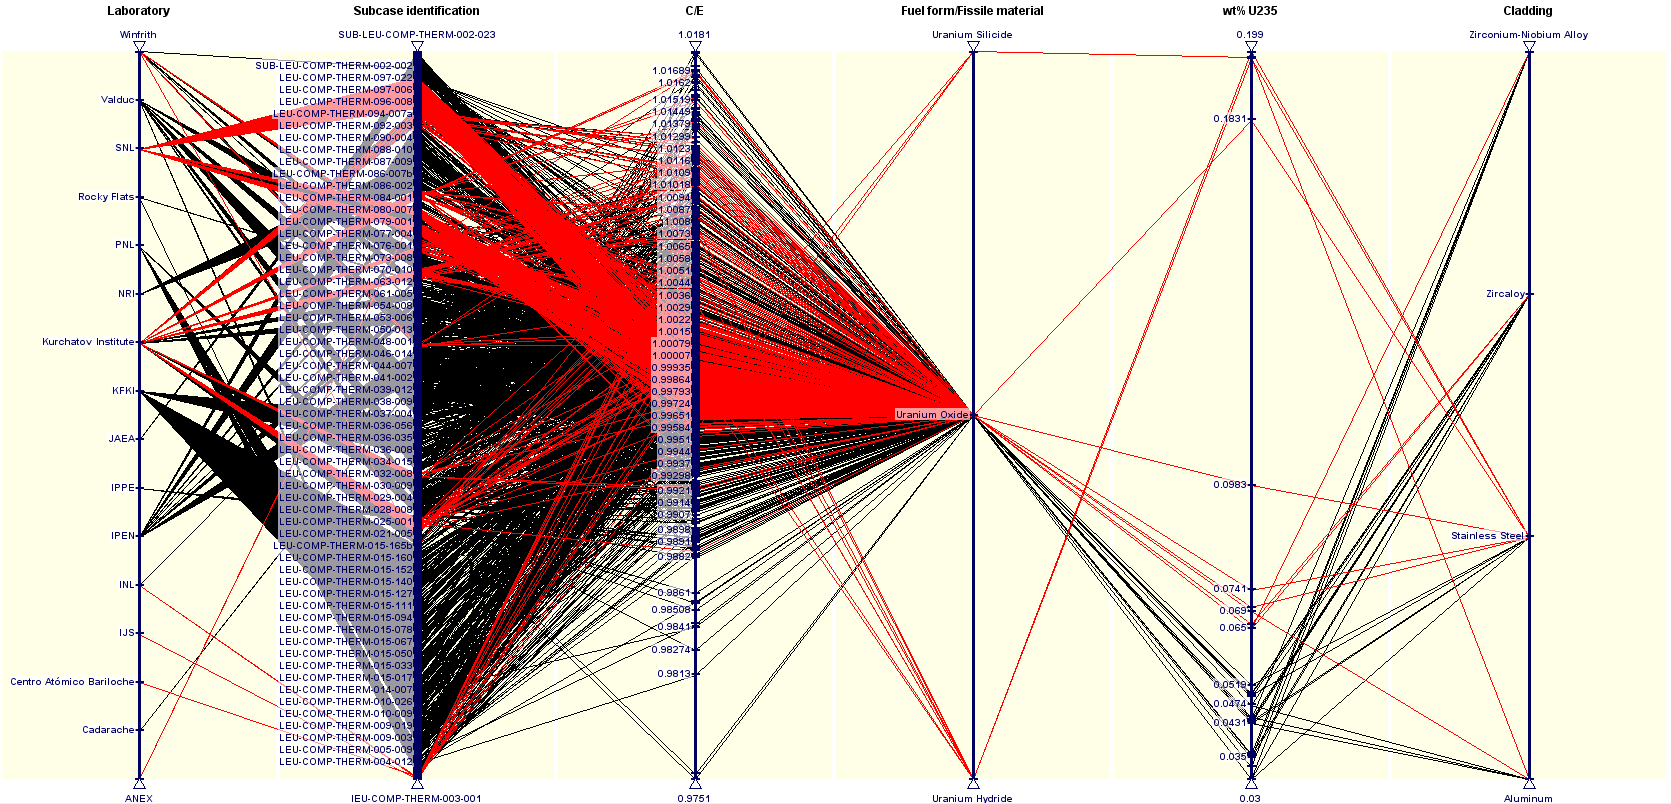 Laboratory
Subcase identification
C/E
Fuel form/Fissile material
wt% U235
Cladding
Winfrith
SUB-LEU-COMP-THERM-002-023
1.0181
Uranium Silicide
0.199
Zirconium-Niobium Alloy
Valduc
SNL
Rocky Flats
PNL
NRI
Kurchatov Institute
KFKI
JAEA
IPPE
IPEN
INL
IJS
Centro Atómico Bariloche
Cadarache
ANEX
SUB-LEU-COMP-THERM-002-002
LEU-COMP-THERM-097-022
LEU-COMP-THERM-097-006
LEU-COMP-THERM-096-008
LEU-COMP-THERM-094-007a
LEU-COMP-THERM-092-003
LEU-COMP-THERM-090-004
LEU-COMP-THERM-088-010
LEU-COMP-THERM-087-009
LEU-COMP-THERM-086-007b
LEU-COMP-THERM-086-002
LEU-COMP-THERM-084-001
LEU-COMP-THERM-080-007
LEU-COMP-THERM-079-001
LEU-COMP-THERM-077-004
LEU-COMP-THERM-076-001
LEU-COMP-THERM-073-008
LEU-COMP-THERM-070-010
LEU-COMP-THERM-063-012
LEU-COMP-THERM-061-005
LEU-COMP-THERM-054-008
LEU-COMP-THERM-053-006
LEU-COMP-THERM-050-013
LEU-COMP-THERM-048-001
LEU-COMP-THERM-046-014
LEU-COMP-THERM-044-007
LEU-COMP-THERM-041-002
LEU-COMP-THERM-039-012
LEU-COMP-THERM-038-009
LEU-COMP-THERM-037-004
LEU-COMP-THERM-036-056
LEU-COMP-THERM-036-035
LEU-COMP-THERM-036-008
LEU-COMP-THERM-034-015
LEU-COMP-THERM-032-008
LEU-COMP-THERM-030-009
LEU-COMP-THERM-029-004
LEU-COMP-THERM-028-008
LEU-COMP-THERM-025-001
LEU-COMP-THERM-021-005
LEU-COMP-THERM-015-165b
LEU-COMP-THERM-015-160
LEU-COMP-THERM-015-152
LEU-COMP-THERM-015-140
LEU-COMP-THERM-015-127
LEU-COMP-THERM-015-111
LEU-COMP-THERM-015-094
LEU-COMP-THERM-015-078
LEU-COMP-THERM-015-067
LEU-COMP-THERM-015-050
LEU-COMP-THERM-015-033
LEU-COMP-THERM-015-017
LEU-COMP-THERM-014-007
LEU-COMP-THERM-010-026
LEU-COMP-THERM-010-009
LEU-COMP-THERM-009-019
LEU-COMP-THERM-009-003
LEU-COMP-THERM-005-009
LEU-COMP-THERM-004-012
IEU-COMP-THERM-003-001
1.01689
1.0162
1.01519
1.01449
1.01379
1.01299
1.0123
1.0116
1.0109
1.01018
1.0094
1.0087
1.008
1.0073
1.0065
1.0058
1.0051
1.0044
1.0036
1.0029
1.0022
1.0015
1.00079
1.00007
0.99935
0.99864
0.99793
0.99724
0.99651
0.99584
0.9951
0.9944
0.9937
0.99298
0.9921
0.9914
0.9907
0.9898
0.9891
0.9882
0.9861
0.98508
0.9841
0.98274
0.9813
0.9751
Uranium Oxide
Uranium Hydride
0.1831
0.0983
0.0741
0.069
0.065
0.0519
0.0474
0.0431
0.035
0.03
Zircaloy
Stainless Steel
Aluminum